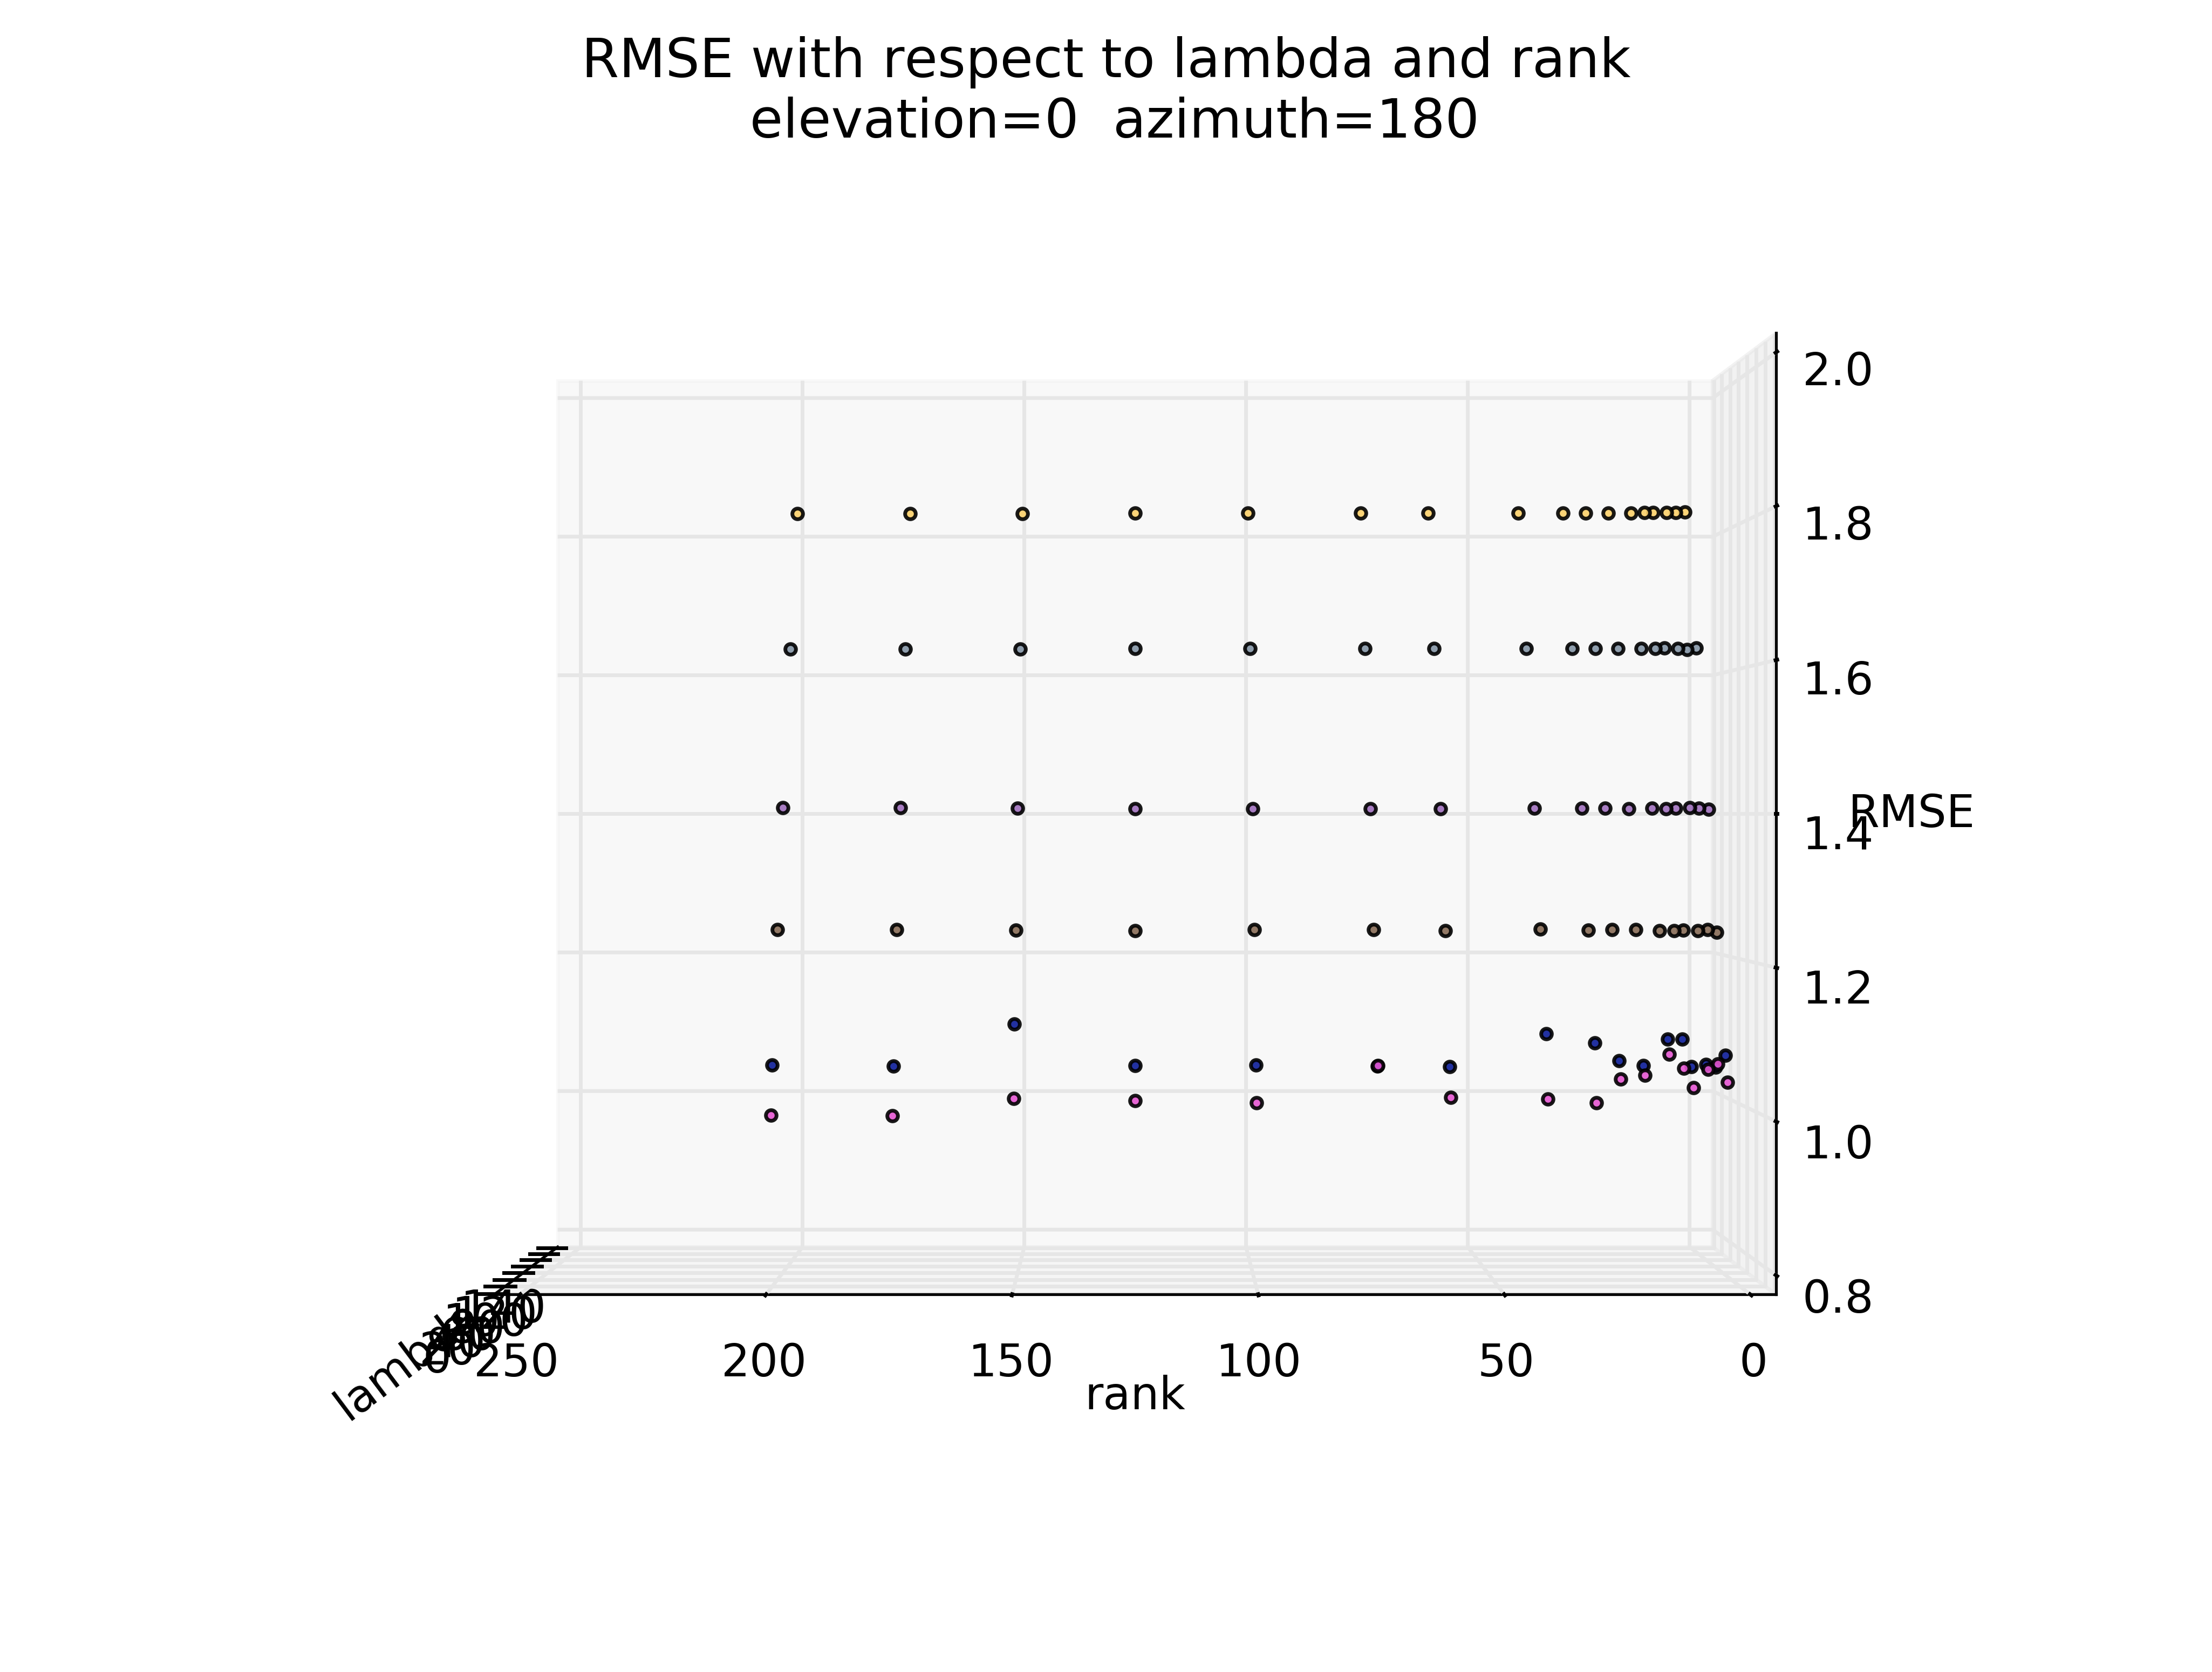 RMSE with respect to lambda and rank
elevation=0 azimuth=180
2.0
1.8
1.6
RMSE
1.4
1.2
1.0
0.8
250 200 150 100 50 0
rank